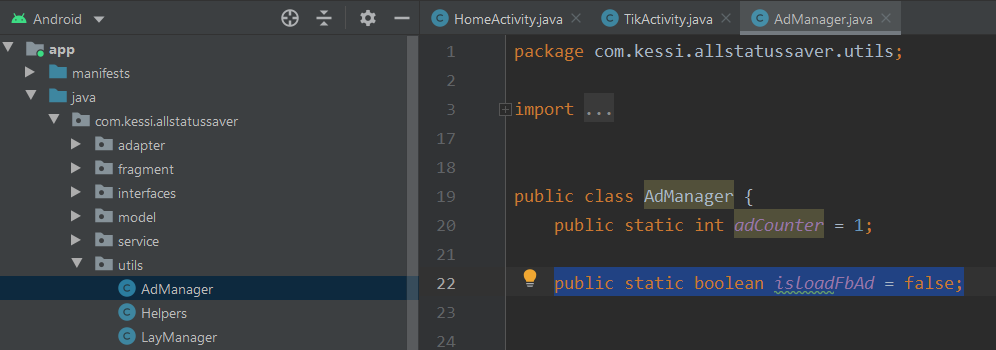 Android
app
manifests
java
com.kessi.allstatussaver
adapter
fragment
interfaces
model
service
utils
AdManager
Helpers
LayManager
HomeActivity.java
TikActivity.java
AdManager.java
1 package com.kessi.allstatussaver.utils;
2
3 import ...
17
18
19 public class AdManager {
20 public static int adCounter = 1;
21
22 public static boolean isloadFbAd = false;
23
24